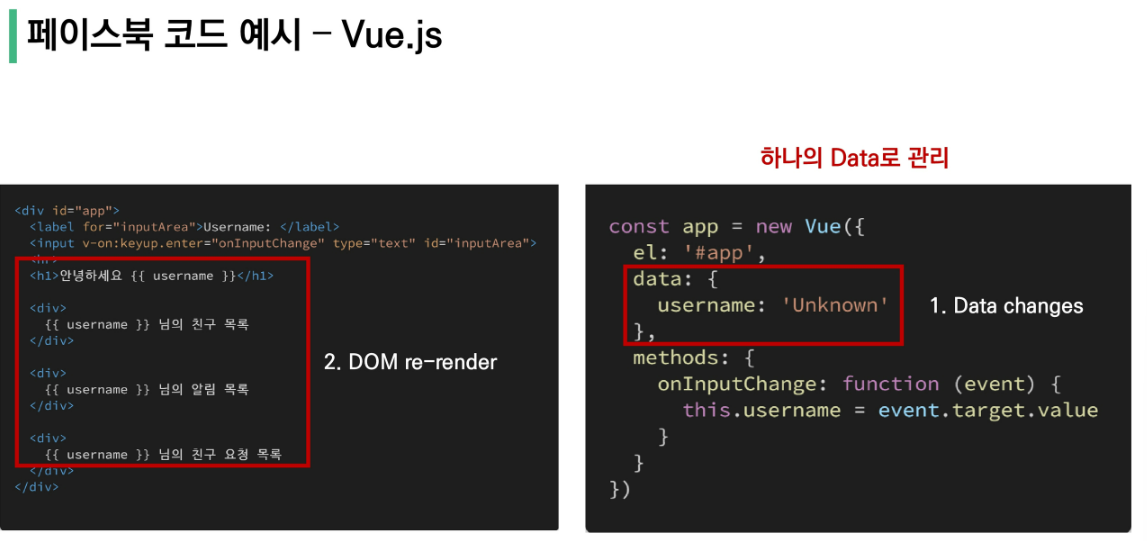 페이스북 코드 예시 – Vue.js
하나의 Data로 관리
<div id="app">
<label for="inputArea">Username: </label>
<input v-on:keyup.enter="onInputChange" type="text" id="inputArea">
<hr>
<h1>안녕하세요 {{ username }}</h1>
<div>
{{ username }} 님의 친구 목록
</div>
<div>
{{ username }} 님의 알림 목록
</div>
<div>
{{ username }} 님의 친구 요청 목록
</div>
</div>
2. DOM re-render
const app = new Vue({
el: '#app',
data: {
username: 'Unknown'
},
methods: {
onInputChange: function (event) {
this.username = event.target.value
}
}
})
1. Data changes